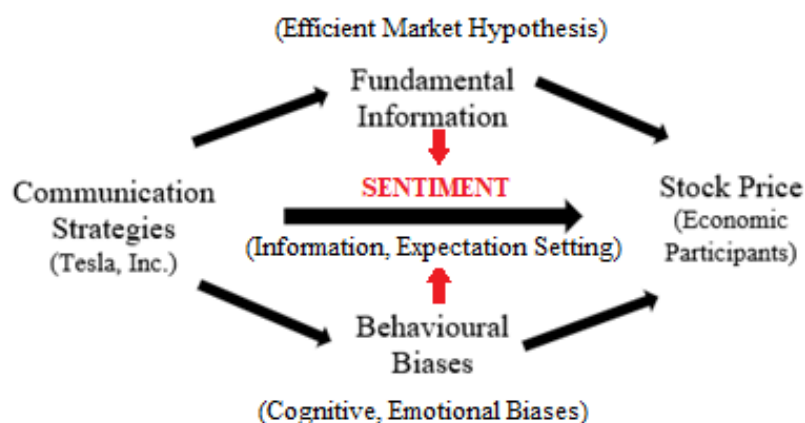 (Efficient Market Hypothesis)
Fundamental
Information
SENTIMENT
Communication
Strategies
(Tesla, Inc.)
(Information, Expectation Setting)
Stock Price
(Economic
Participants)
Behavioural
Biases
(Cognitive, Emotional Biases)